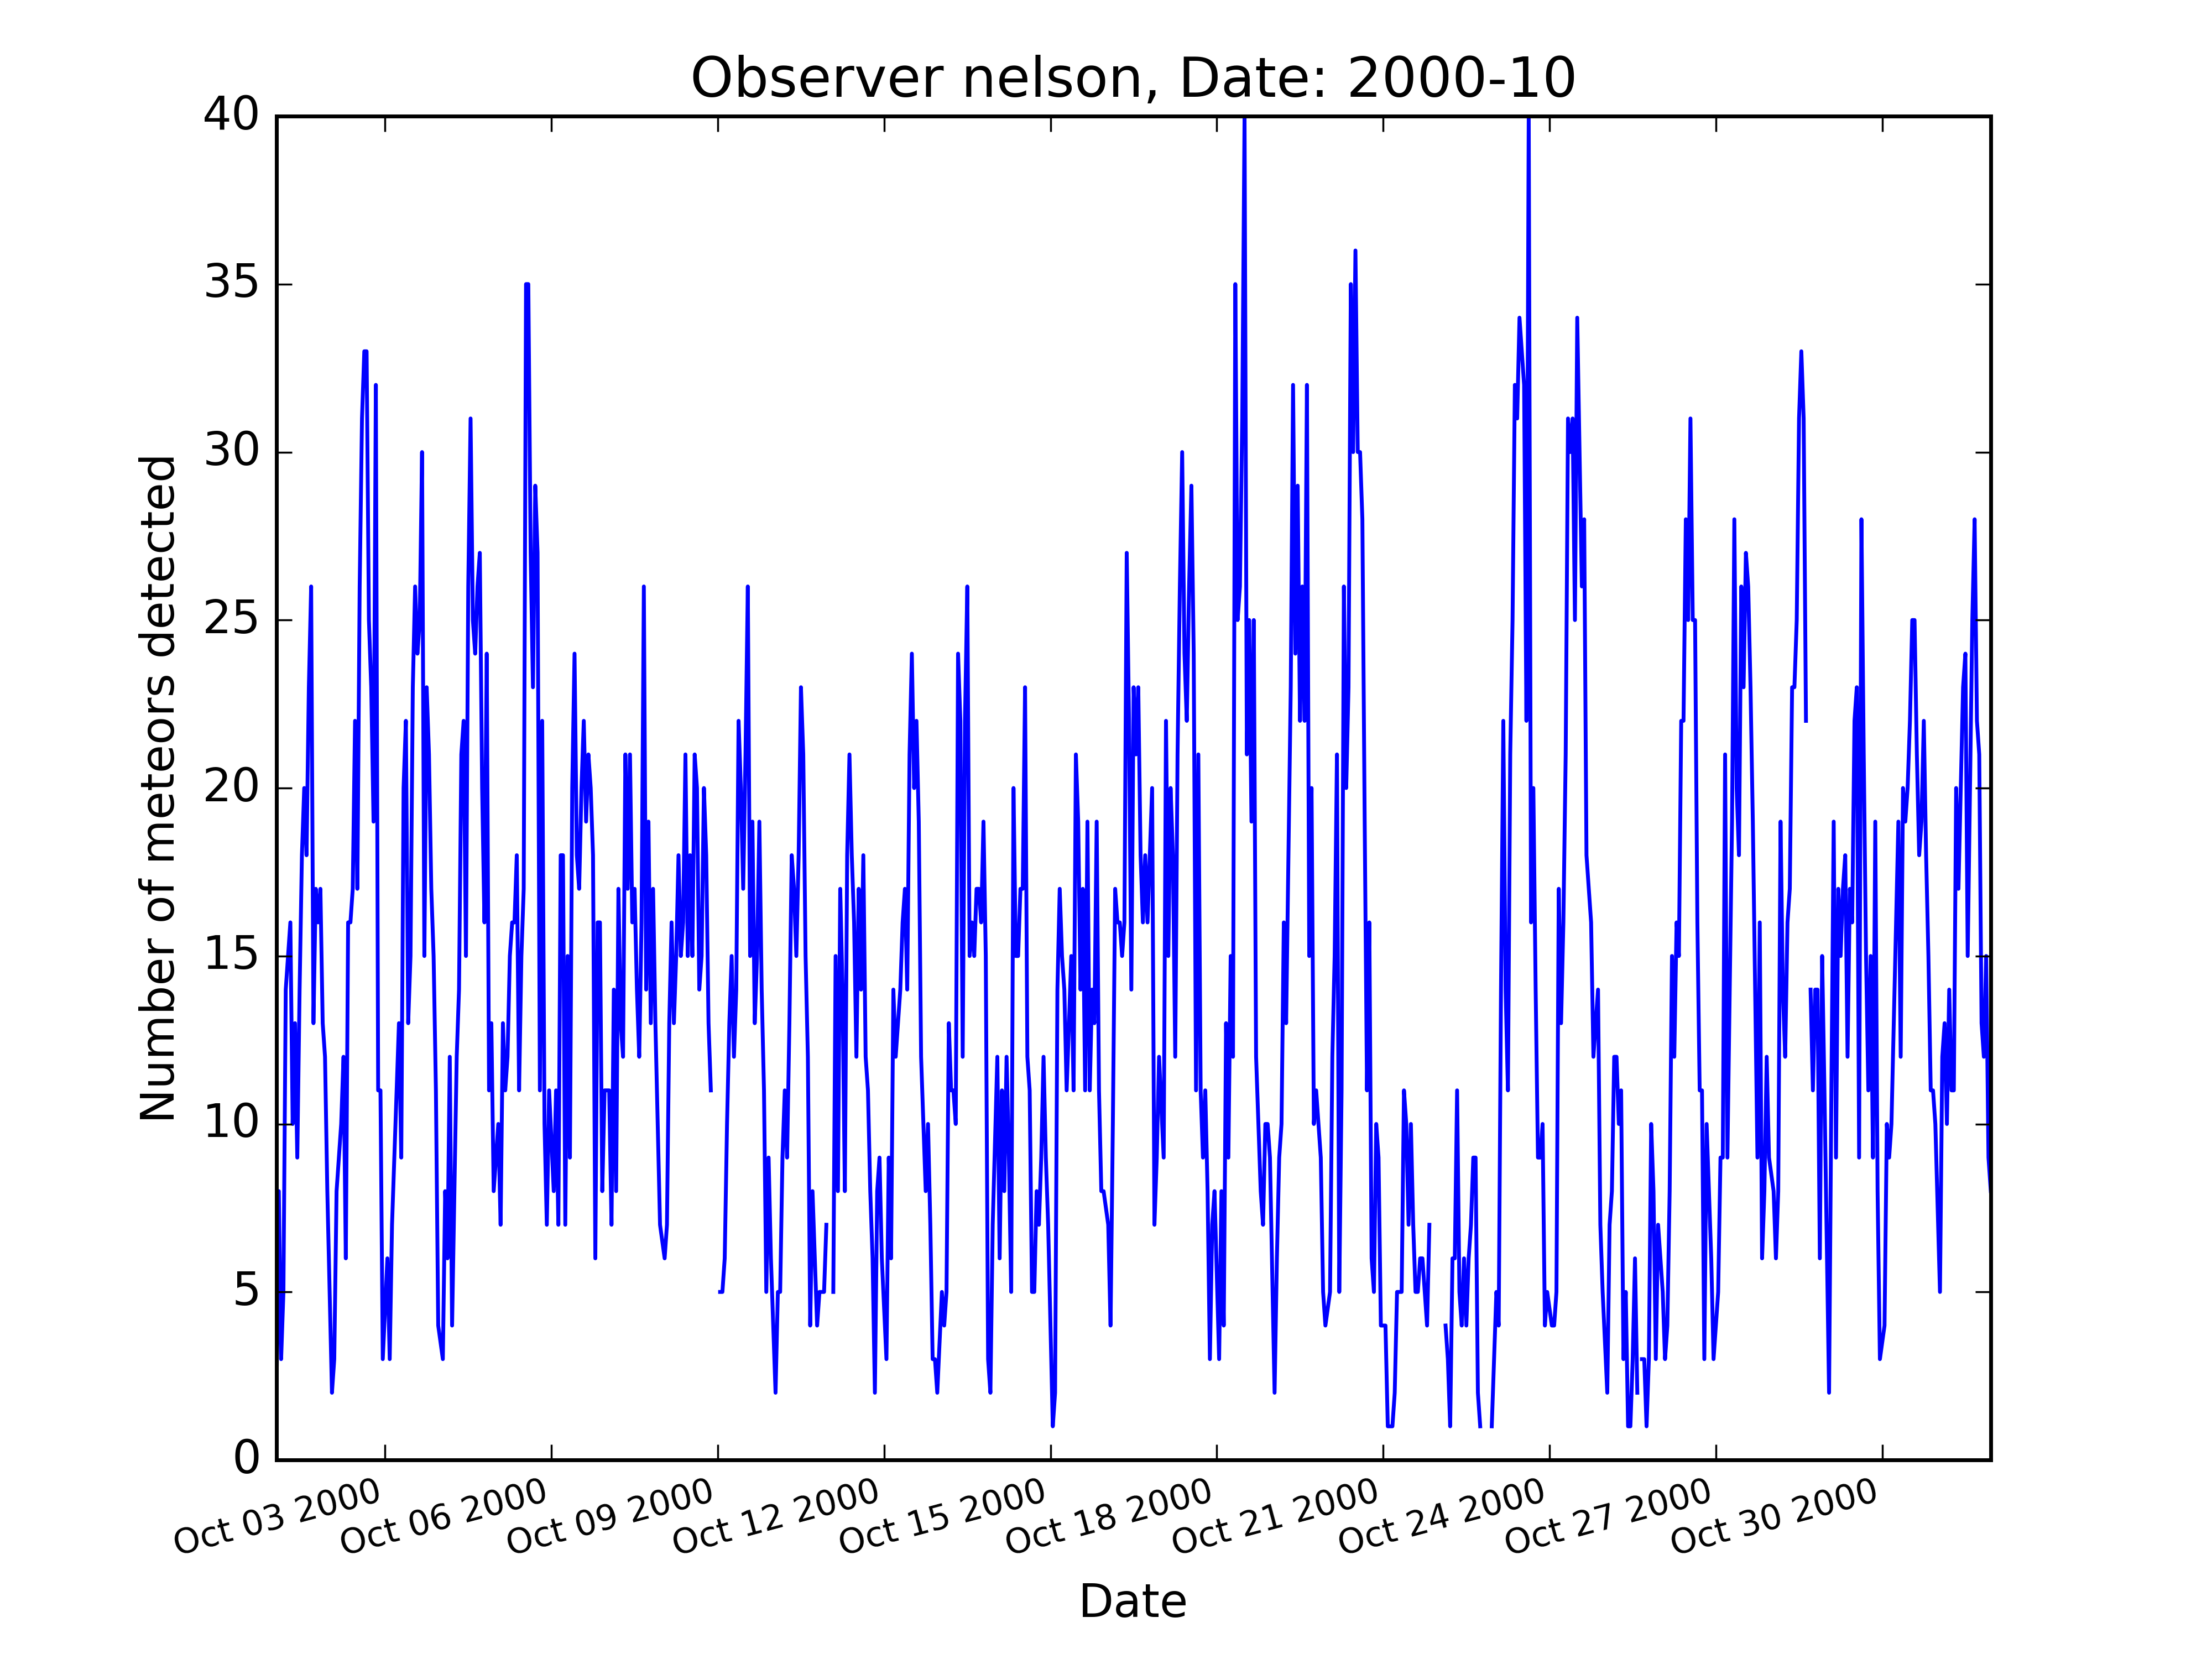 Observer nelson, Date: 2000-10
Number of meteors detected
40
35
30
25
20
15
10
5
0
Oct 03 2000
Oct 06 2000
Oct 09 2000
Oct 12 2000
Oct 15 2000
Oct 18 2000
Oct 21 2000
Oct 24 2000
Oct 27 2000
Oct 30 2000
Date